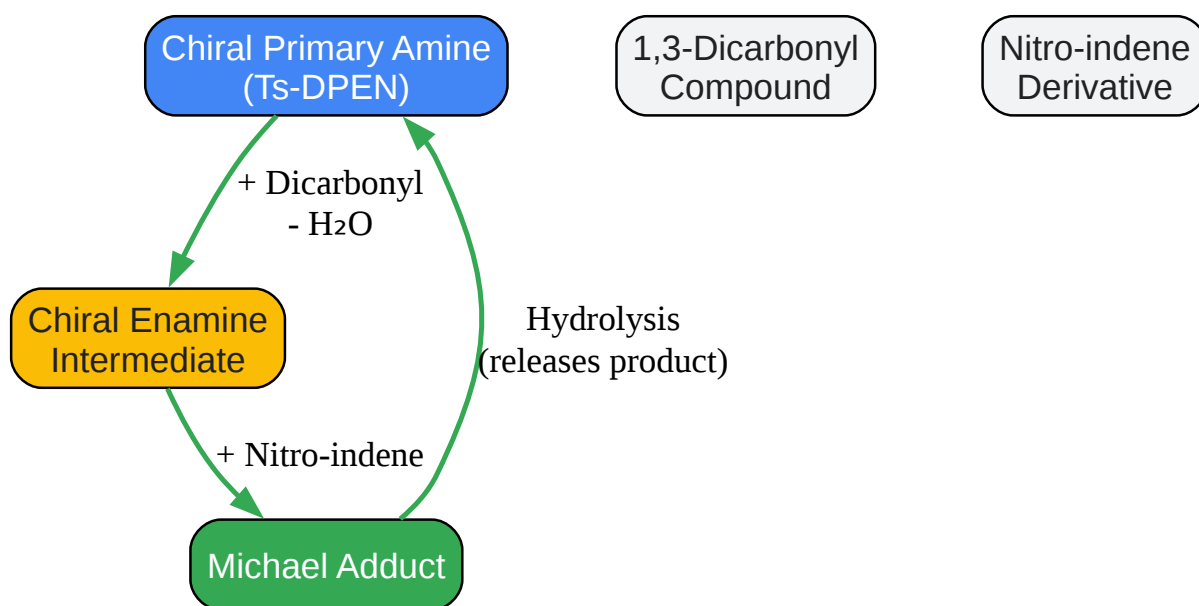 Chiral Primary Amine
(Ts-DPEN)
1,3-Dicarbonyl
Compound
Nitro-indene
Derivative
+ Dicarbonyl
- H₂O
Chiral Enamine
Intermediate
Hydrolysis
(releases product)
+ Nitro-indene
Michael Adduct